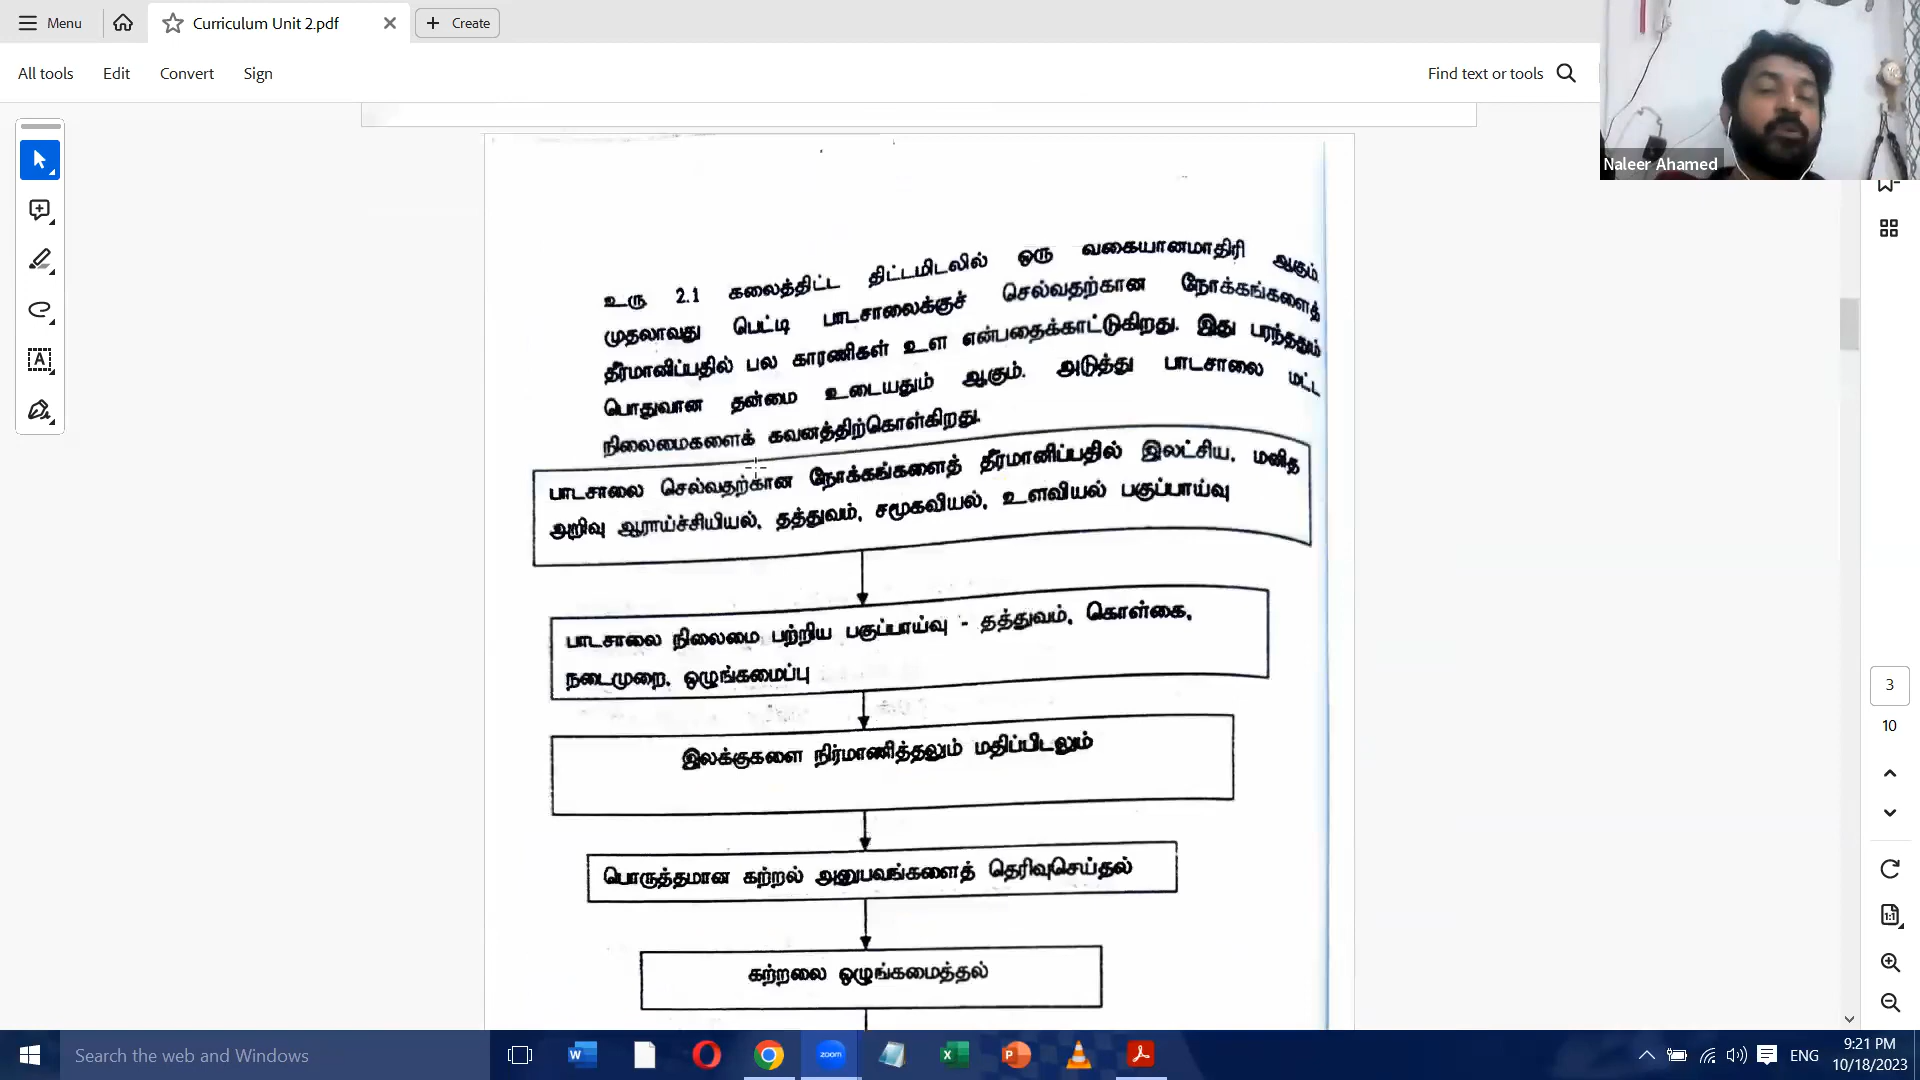 Menu
Curriculum Unit 2.pdf
Create
All tools
Edit
Convert
Sign
Find text or tools
Naleer Ahamed
உரு 2.1 கலைத்திட்ட திட்டமிடலில் ஒரு வகையானமாதிரி ஆகும்.
முதலாவது பெட்டி பாடசாலைக்குச் செல்வதற்கான நோக்கங்களைத்
தீர்மானிப்பதில் பல காரணிகள் உள என்பதைக்காட்டுகிறது. இது பரந்ததும்
பொதுவான தன்மை உடையதும் ஆகும். அடுத்து பாடசாலை மட்ட
நிலைமைகளைக் கவனத்திற்கொள்கிறது.
பாடசாலை செல்வதற்கான நோக்கங்களைத் தீர்மானிப்பதில் இலட்சிய, மனித
அறிவு ஆராய்ச்சியியல், தத்துவம், சமூகவியல், உளவியல் பகுப்பாய்வு
பாடசாலை நிலைமை பற்றிய பகுப்பாய்வு - தத்துவம், கொள்கை,
நடைமுறை, ஒழுங்கமைப்பு
இலக்குகளை நிர்மாணித்தலும் மதிப்பிடலும்
பொருத்தமான கற்றல் அனுபவங்களைத் தெரிவுசெய்தல்
கற்றலை ஒழுங்கமைத்தல்
3
10
1:1
Search the web and Windows
zoom
ENG
9:21 PM
10/18/2023